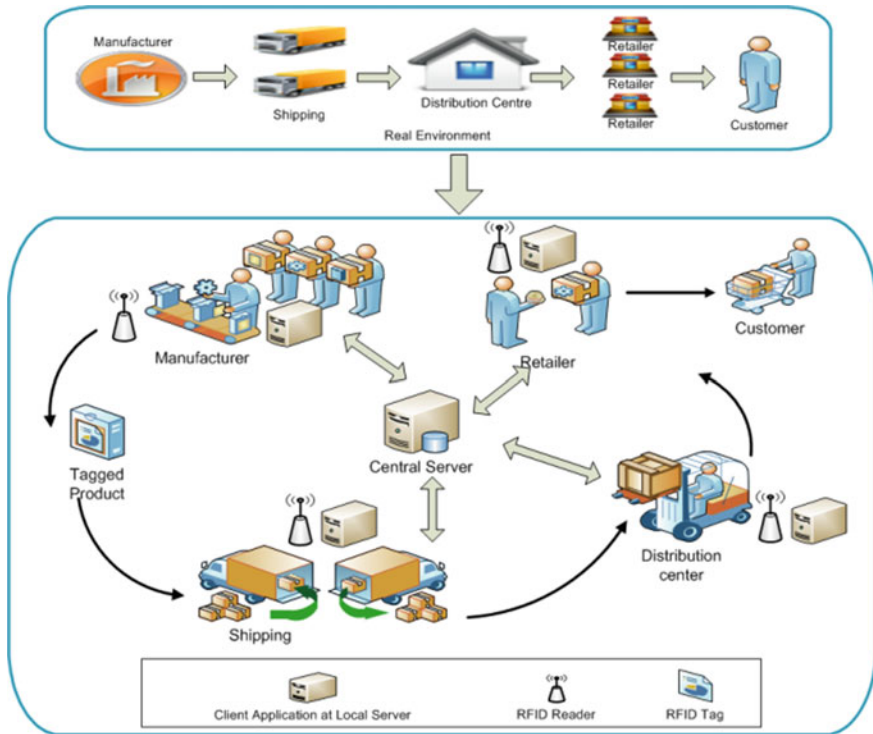 Manufacturer
Shipping
Distribution Centre
Retailer
Retailer
Retailer
Customer
Real Environment
Manufacturer
Retailer
Customer
Central Server
Tagged
Product
Shipping
Distribution
center
Client Application at Local Server
RFID Reader
RFID Tag